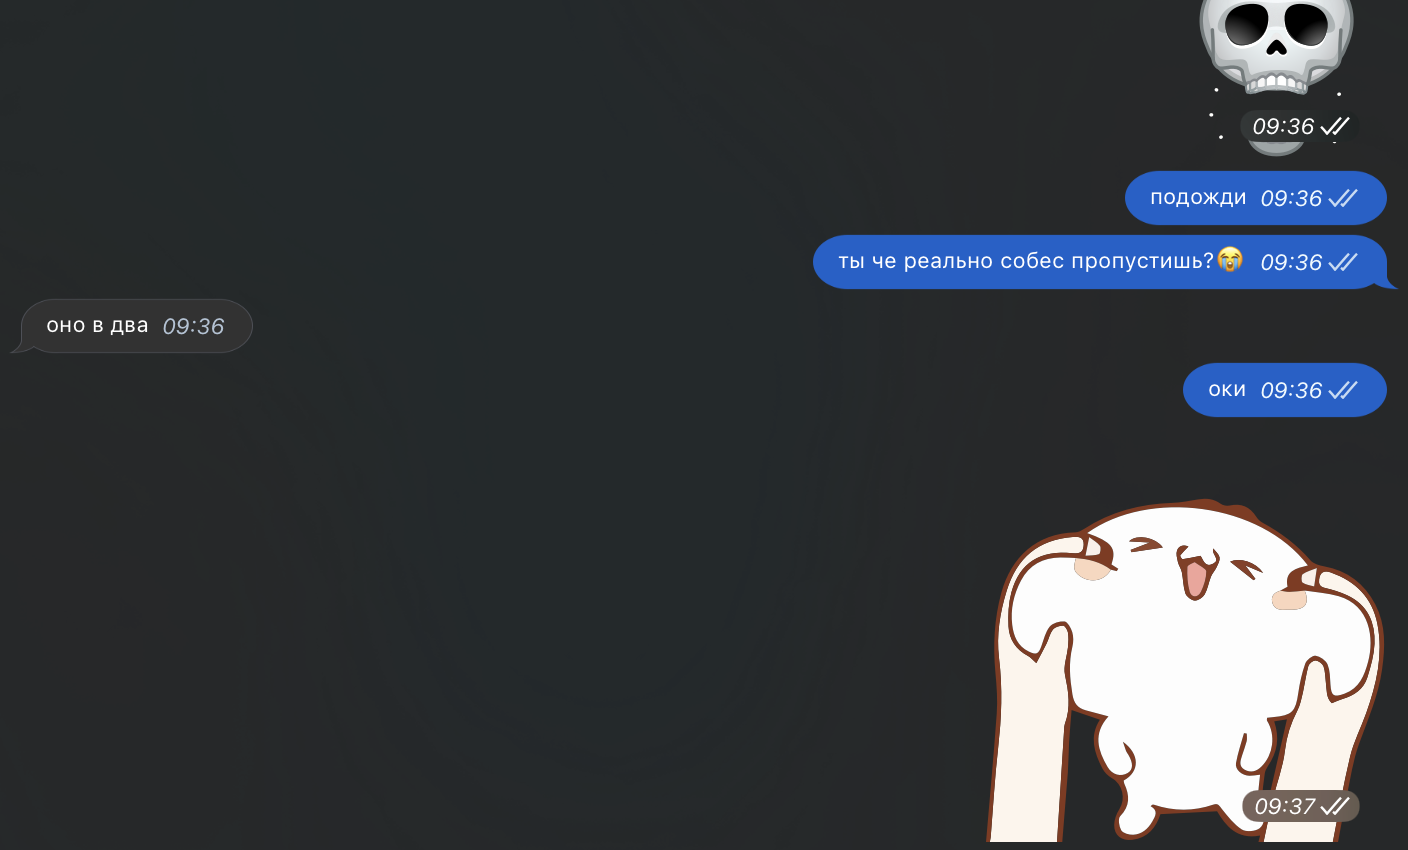 09:36
подожди 09:36
ты че реально собес пропустишь?😭 09:36
оно в два 09:36
оки 09:36
09:37